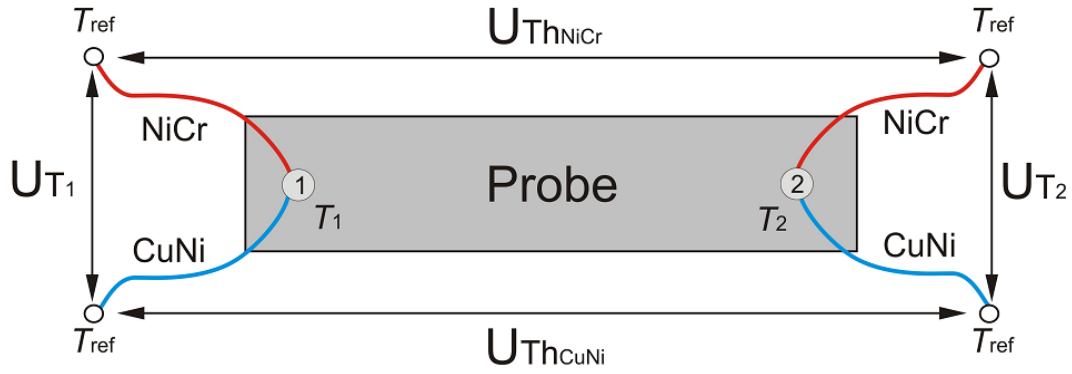 Tref
UThNiCr
Tref
NiCr
NiCr
UT1
1
Probe
2
UT2
T1
T2
CuNi
CuNi
Tref
UThCuNi
Tref